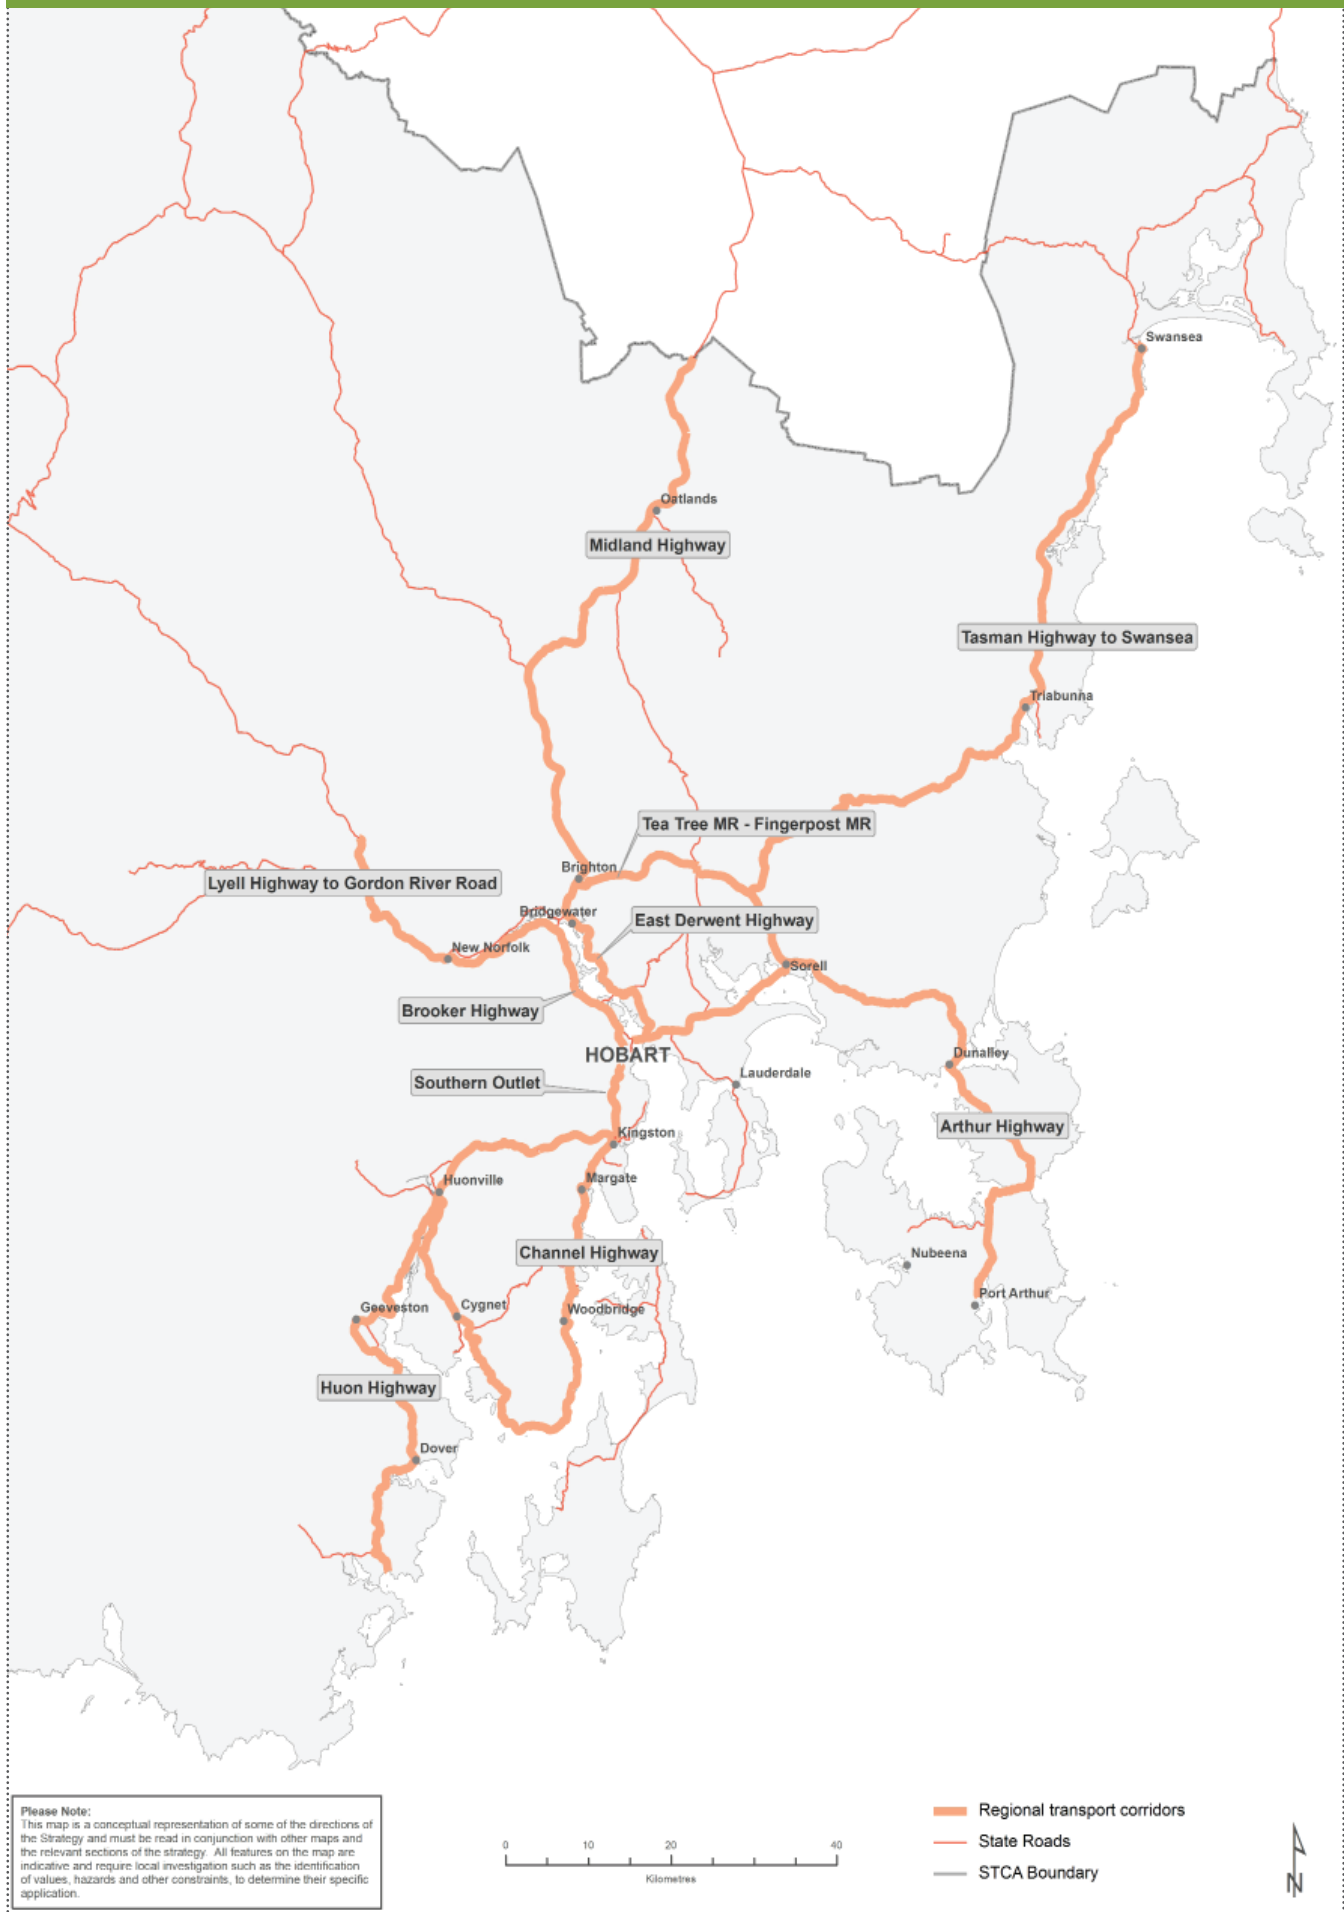 Swansea
Oatlands
Midland Highway
Tasman Highway to Swansea
Triabunna
Tea Tree MR - Fingerpost MR
Brighton
Lyell Highway to Gordon River Road
Bridgewater
East Derwent Highway
New Norfolk
Sorell
Brooker Highway
HOBART
Dunalley
Lauderdale
Southern Outlet
Arthur Highway
Kingston
Huonville
Margate
Channel Highway
Nubeena
Port Arthur
Geeveston
Cygnet
Woodbridge
Huon Highway
Dover
Please Note:
This map is a conceptual representation of some of the directions of
the Strategy and must be read in conjunction with other maps and
the relevant sections of the strategy. All features on the map are
indicative and require local investigation such as the identification
of values, hazards and other constraints, to determine their specific
application.
0 10 20 40
Kilometres
Regional transport corridors
State Roads
STCA Boundary
N